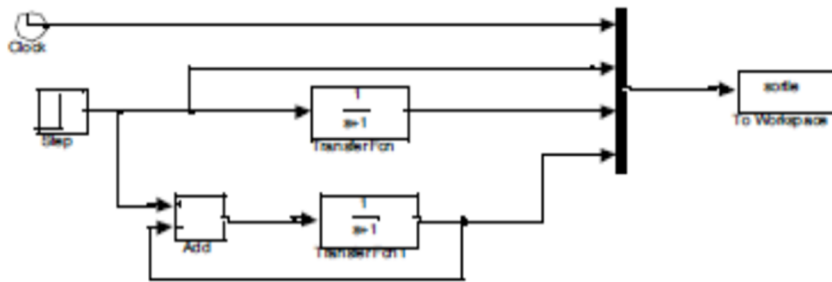 Clock
Step
1
s+1
Transfer Fcn
Add
1
s+1
Transfer Fcn1
sortie
To Workspace